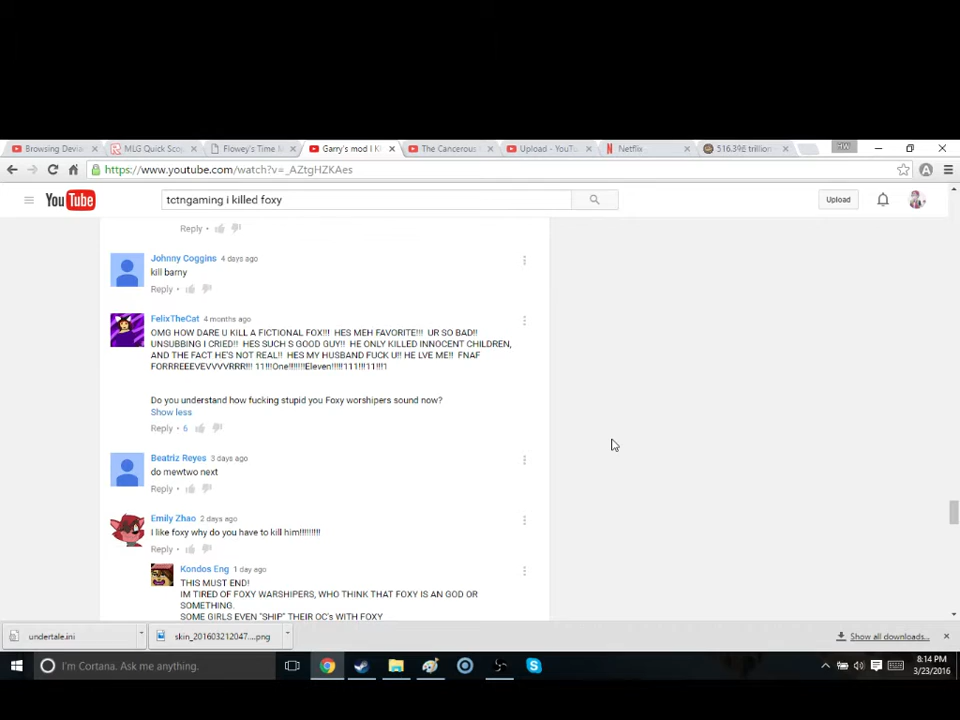 Browsing Devia
MLG Quick Sco
Flowey's Time
Garry's mod I K
The Cancerous
Upload - YouTu
Netflix
516.396 trillion
HW
https://www.youtube.com/watch?v=_AZtgHZKAes
YouTube
tctngaming i killed foxy
Upload
Reply
Johnny Coggins 4 days ago
kill barny
Reply
FelixTheCat 4 months ago
OMG HOW DARE U KILL A FICTIONAL FOX!!! HES MEH FAVORITE!!! UR SO BAD!!
UNSUBBING I CRIED!! HES SUCH S GOOD GUY!! HE ONLY KILLED INNOCENT CHILDREN,
AND THE FACT HE'S NOT REAL!! HES MY HUSBAND FUCK U!! HE LVE ME!! FNAF
FORRREEEVEVVVVRRR!!! 11!!!One!!!!!!!Eleven!!!!!111!!!11!!!1
Do you understand how fucking stupid you Foxy worshipers sound now?
Show less
Reply • 6
Beatriz Reyes 3 days ago
do mewtwo next
Reply
Emily Zhao 2 days ago
I like foxy why do you have to kill him!!!!!!!!!
Reply
Kondos Eng 1 day ago
THIS MUST END!
IM TIRED OF FOXY WARSHIPERS, WHO THINK THAT FOXY IS AN GOD OR
SOMETHING.
SOME GIRLS EVEN "SHIP" THEIR OC's WITH FOXY
undertale.ini
skin_201603212047....png
Show all downloads...
I'm Cortana. Ask me anything.
8:14 PM
3/23/2016